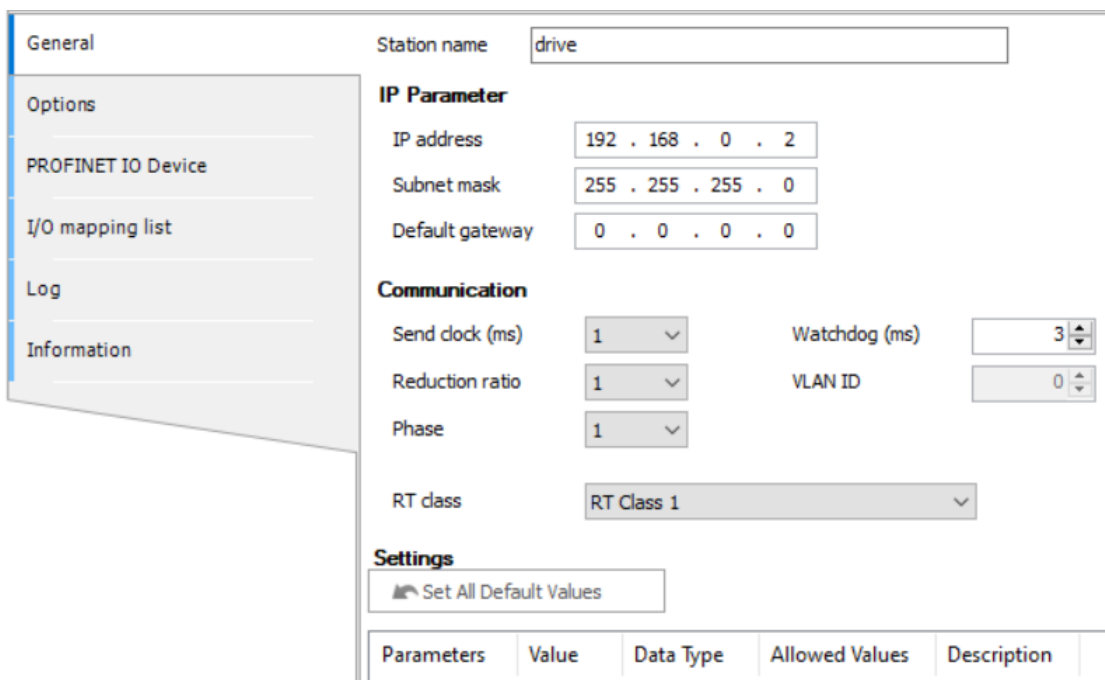 General
Options
PROFINET IO Device
I/O mapping list
Log
Information
Station name drive
IP Parameter
IP address 192 . 168 . 0 . 2
Subnet mask 255 . 255 . 255 . 0
Default gateway 0 . 0 . 0 . 0
Communication
Send clock (ms) 1 Watchdog (ms) 3
Reduction ratio 1 VLAN ID 0
Phase 1
RT class RT Class 1
Settings
Set All Default Values
Parameters Value Data Type Allowed Values Description